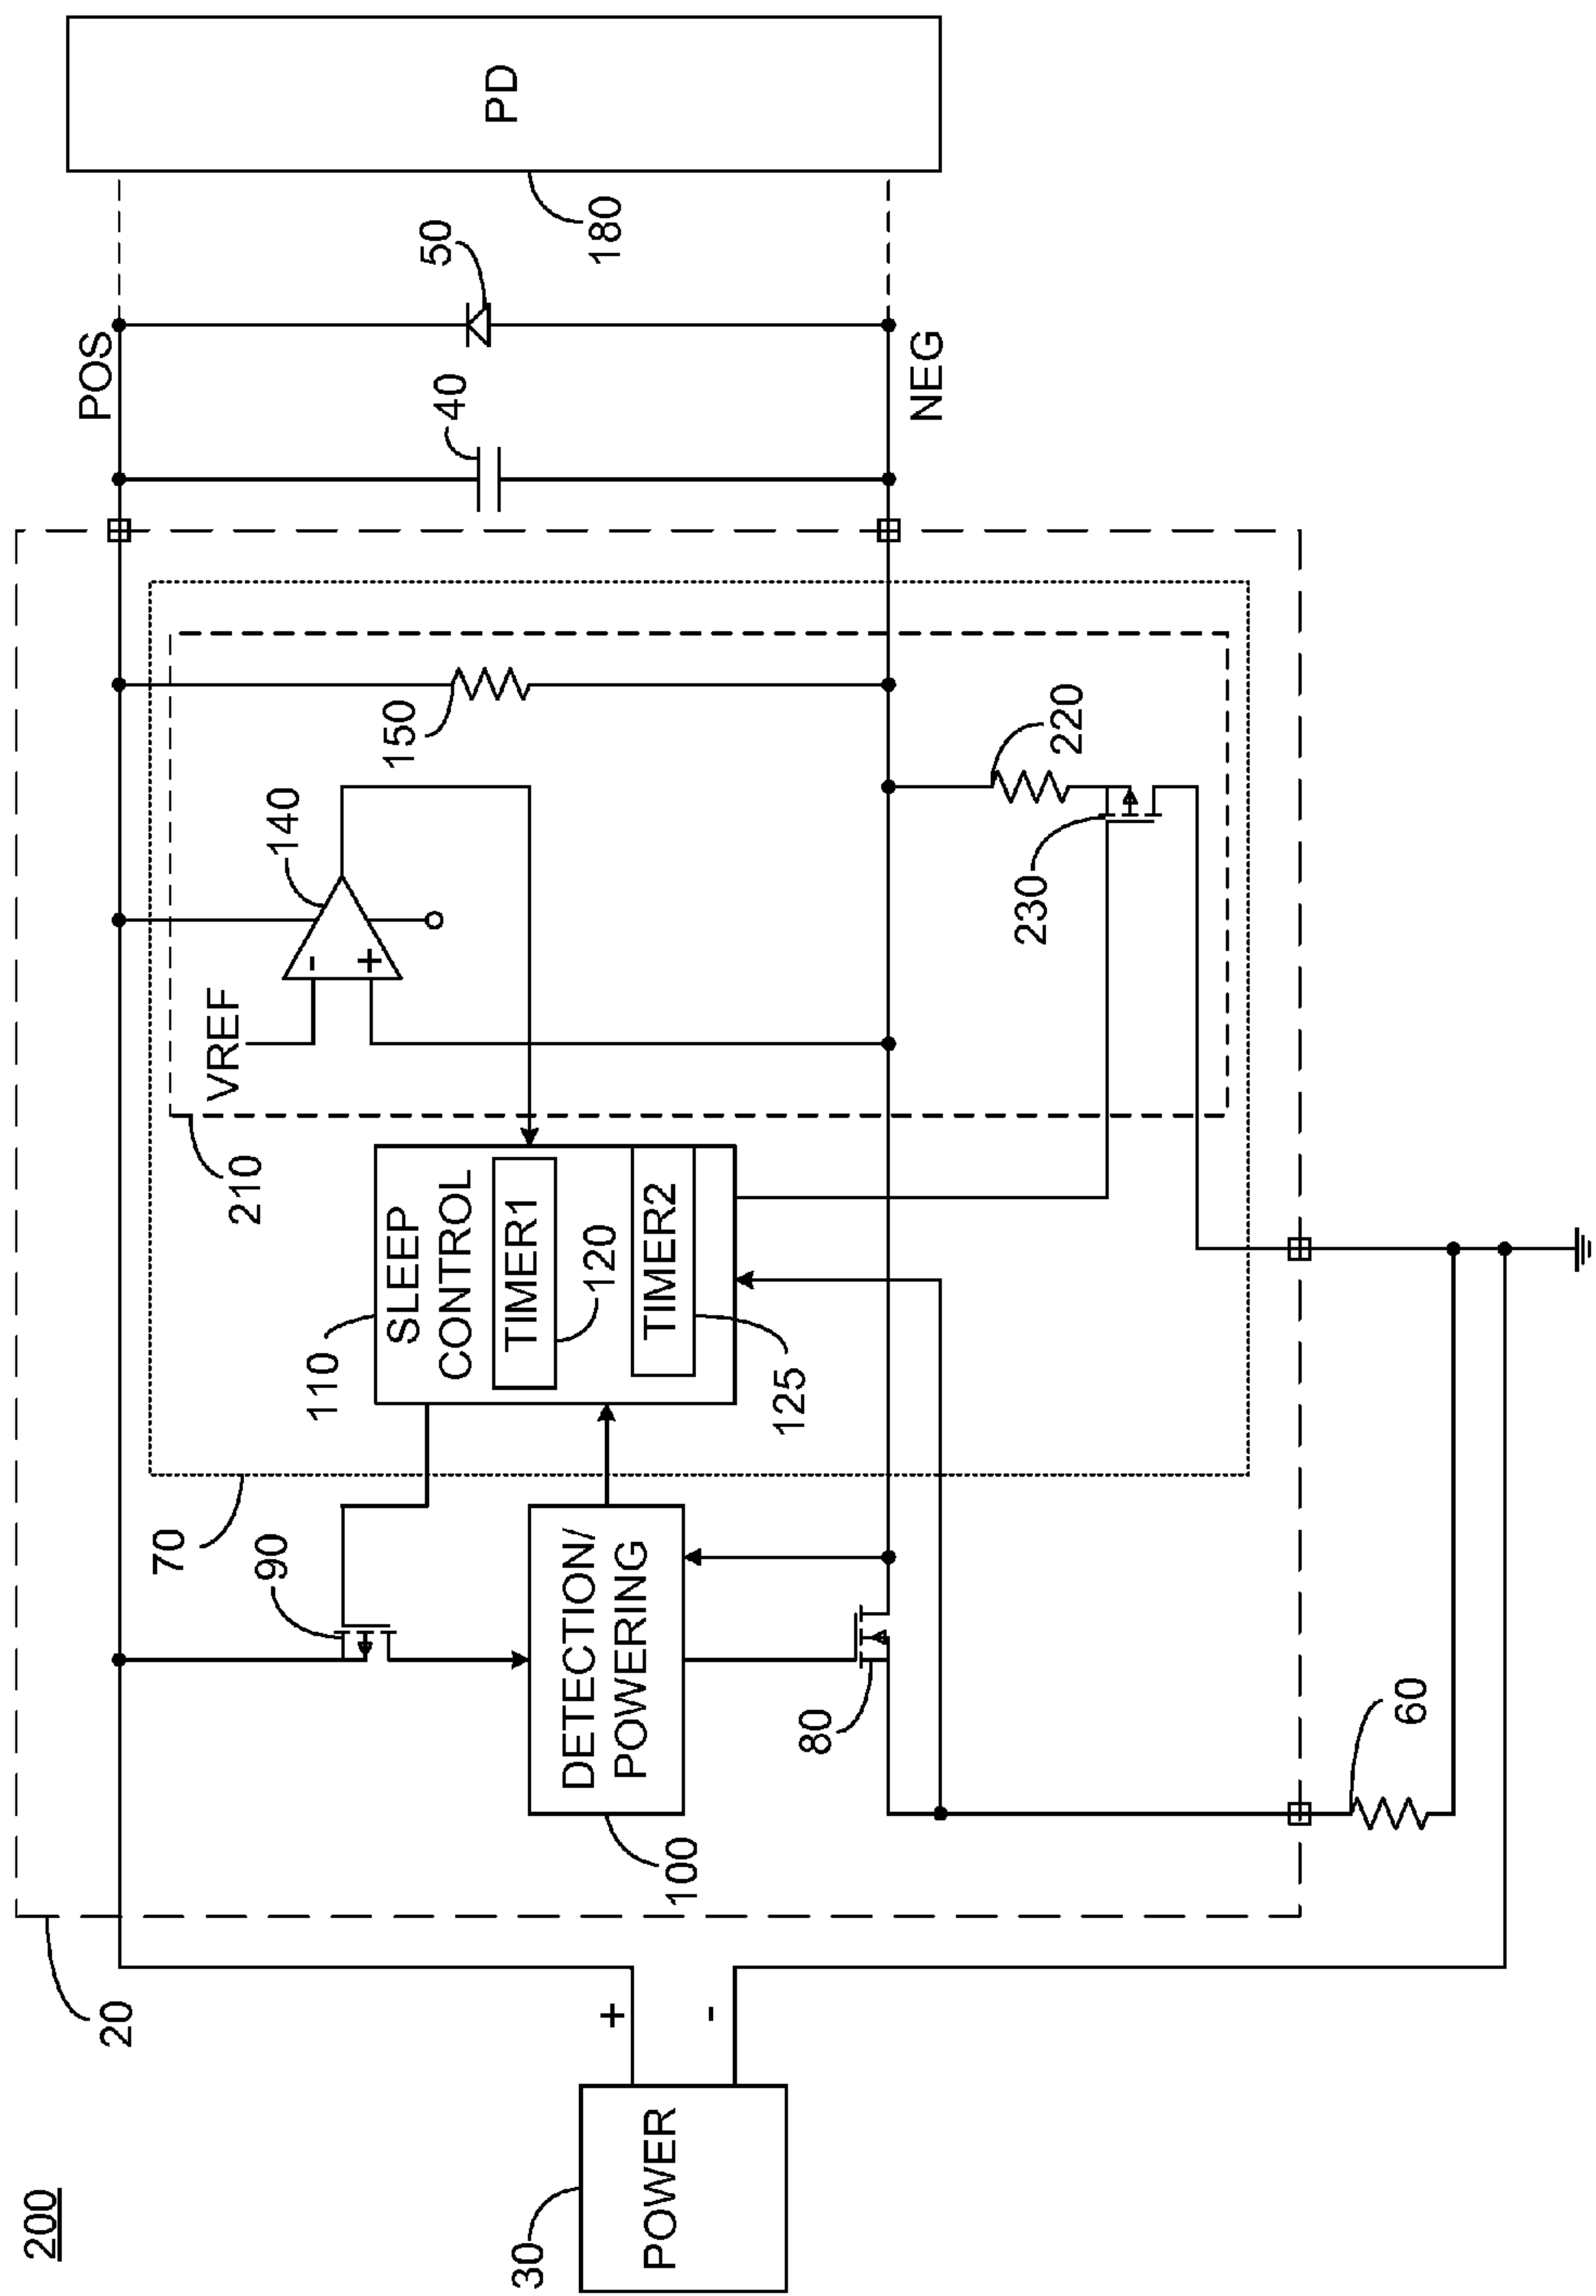 200
POWER
30
+
-
20
DETECTION/
POWERING
100
90
80
60
70
SLEEP
CONTROL
110
TIMER1
120
TIMER2
125
210
VREF
-
+
140
150
220
230
POS
NEG
40
50
PD
180